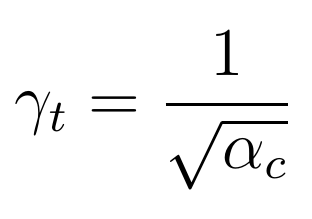 γ_t = 1/√α_c